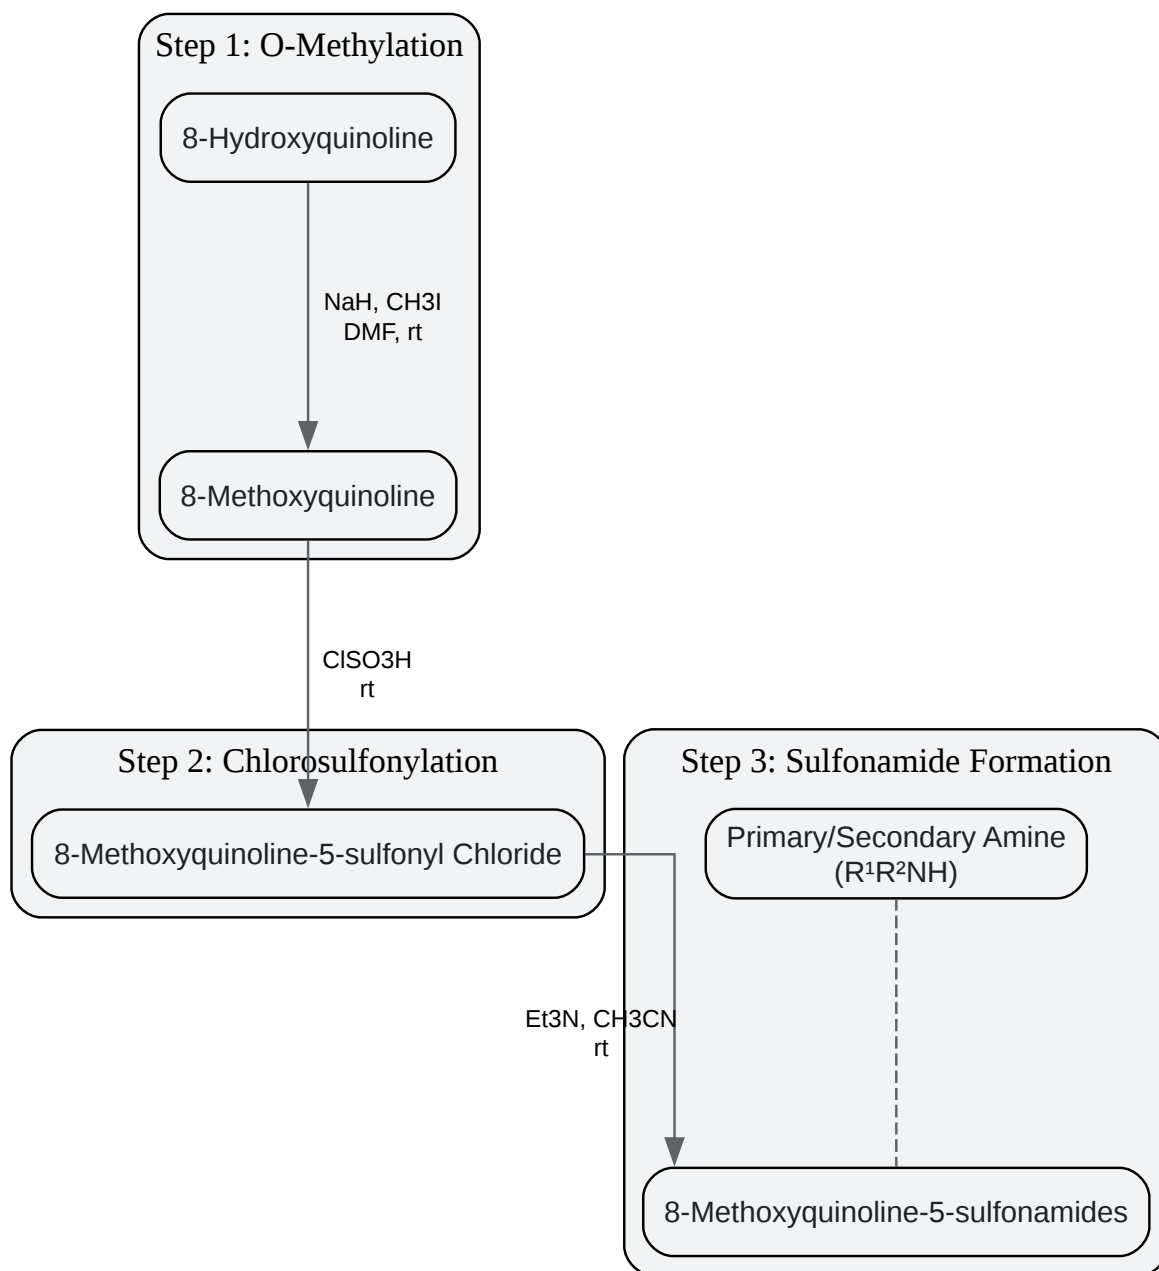 Step 1: O-Methylation
8-Hydroxyquinoline
NaH, CH3I
DMF, rt
8-Methoxyquinoline
ClSO3H
rt
Step 2: Chlorosulfonylation
8-Methoxyquinoline-5-sulfonyl Chloride
Step 3: Sulfonamide Formation
Primary/Secondary Amine
(R¹R²NH)
Et3N, CH3CN
rt
8-Methoxyquinoline-5-sulfonamides